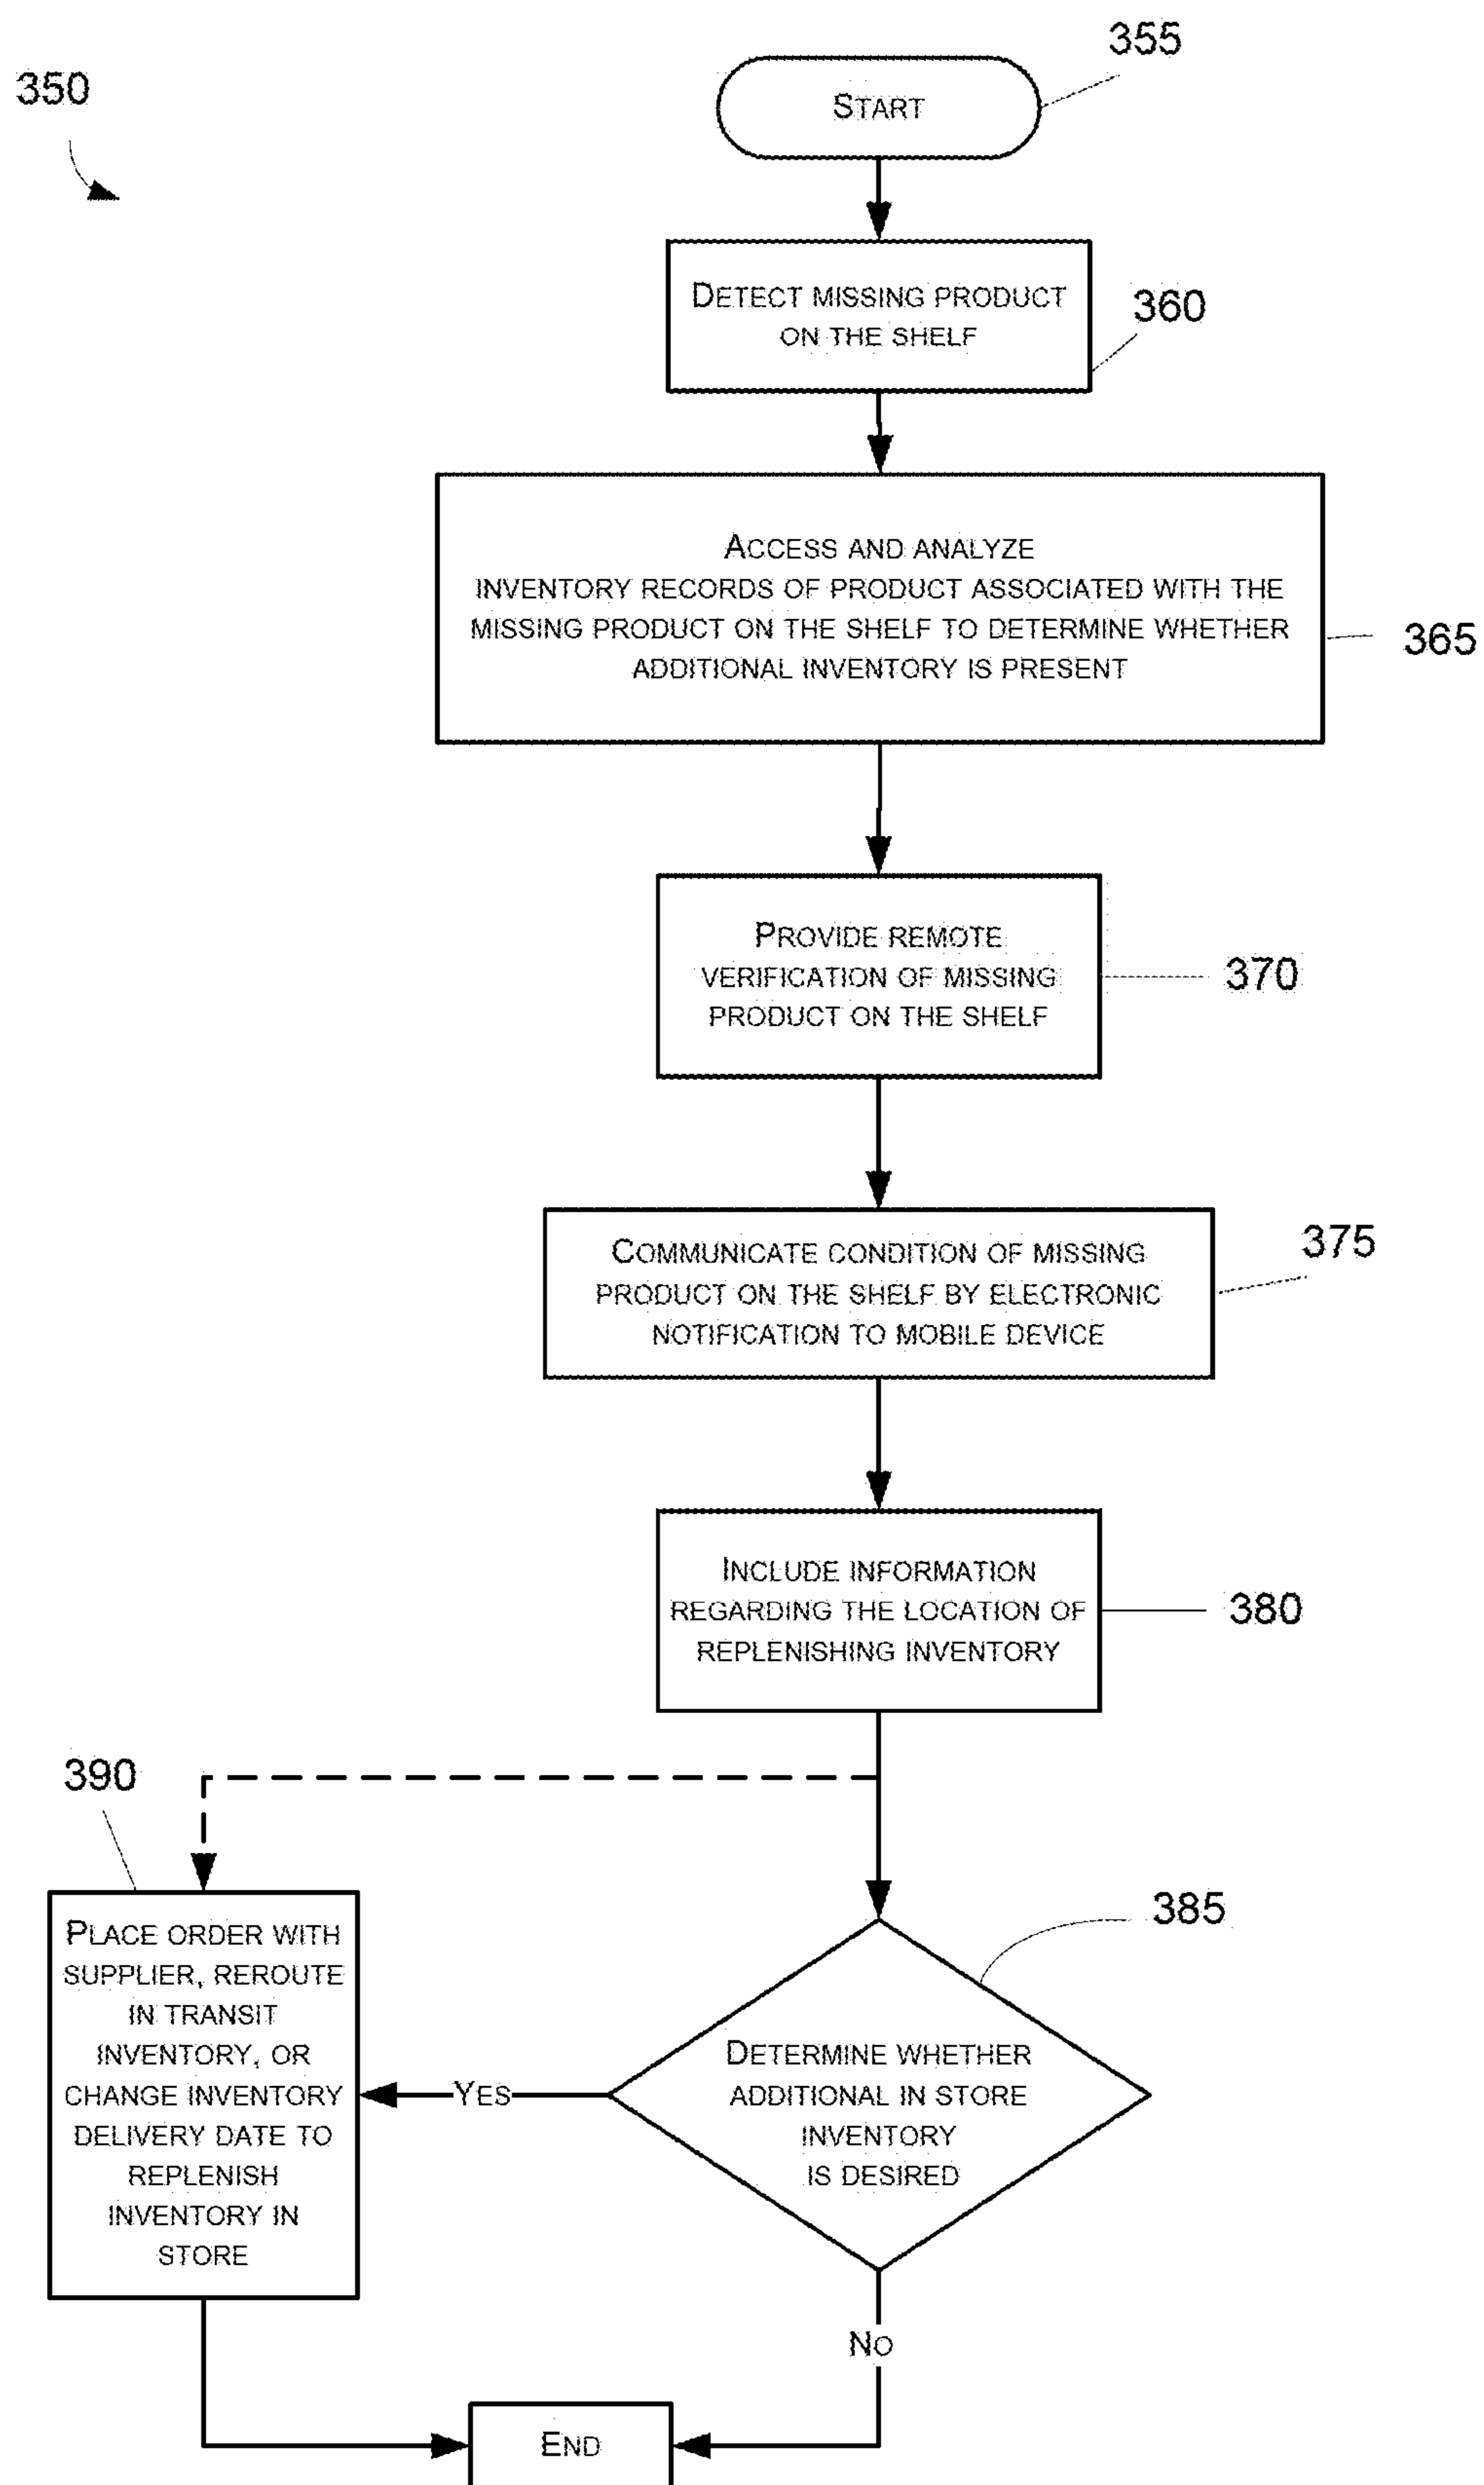 350
355
START
DETECT MISSING PRODUCT
ON THE SHELF
360
ACCESS AND ANALYZE
INVENTORY RECORDS OF PRODUCT ASSOCIATED WITH THE
MISSING PRODUCT ON THE SHELF TO DETERMINE WHETHER
ADDITIONAL INVENTORY IS PRESENT
365
PROVIDE REMOTE
VERIFICATION OF MISSING
PRODUCT ON THE SHELF
370
COMMUNICATE CONDITION OF MISSING
PRODUCT ON THE SHELF BY ELECTRONIC
NOTIFICATION TO MOBILE DEVICE
375
INCLUDE INFORMATION
REGARDING THE LOCATION OF
REPLENISHING INVENTORY
380
390
PLACE ORDER WITH
SUPPLIER, REROUTE
IN TRANSIT
INVENTORY, OR
CHANGE INVENTORY
DELIVERY DATE TO
REPLENISH
INVENTORY IN
STORE
YES
385
DETERMINE WHETHER
ADDITIONAL IN STORE
INVENTORY
IS DESIRED
NO
END